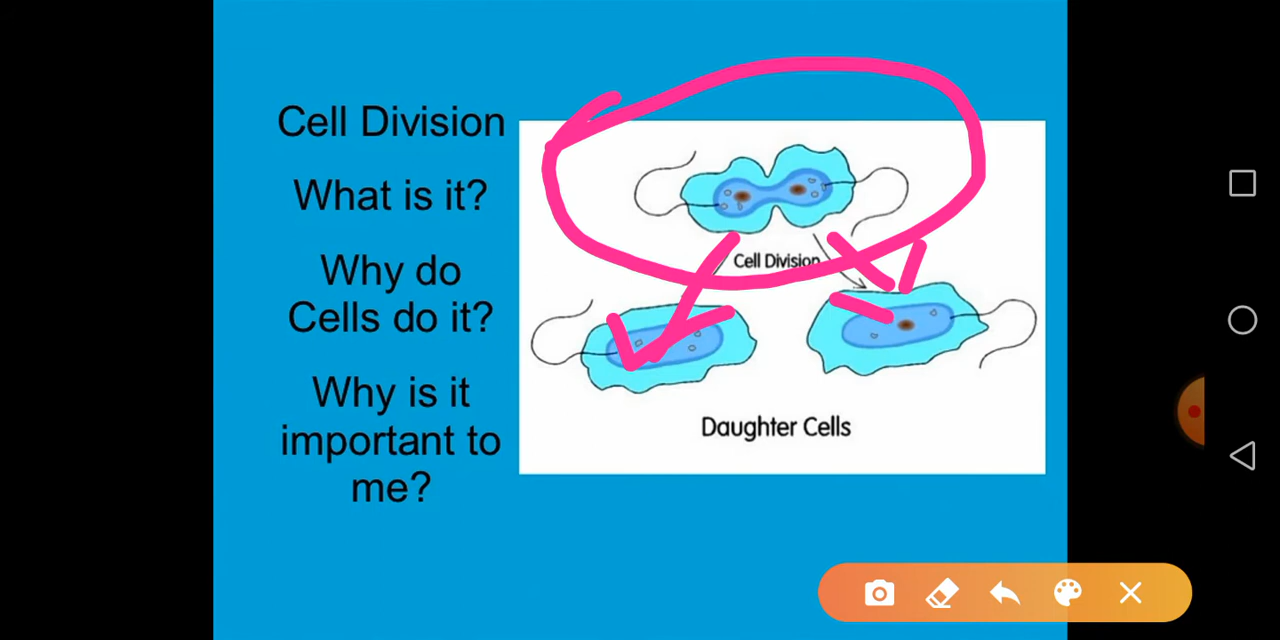 Cell Division
What is it?
Why do
Cells do it?
Why is it
important to
me?
Cell Division
Daughter Cells